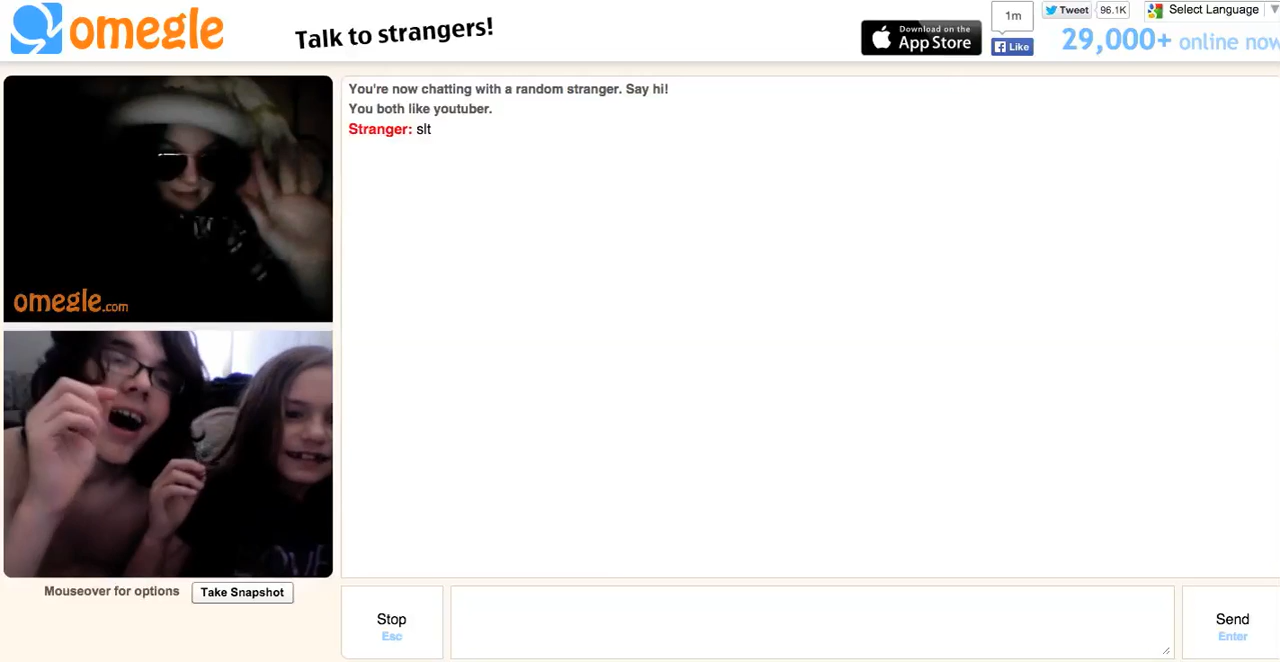 omegle
Talk to strangers!
Download on the
App Store
1m
Like
Tweet
96.1K
Select Language
29,000+ online now
You're now chatting with a random stranger. Say hi!
You both like youtuber.
Stranger: slt
omegle.com
Mouseover for options
Take Snapshot
Stop
Esc
Send
Enter